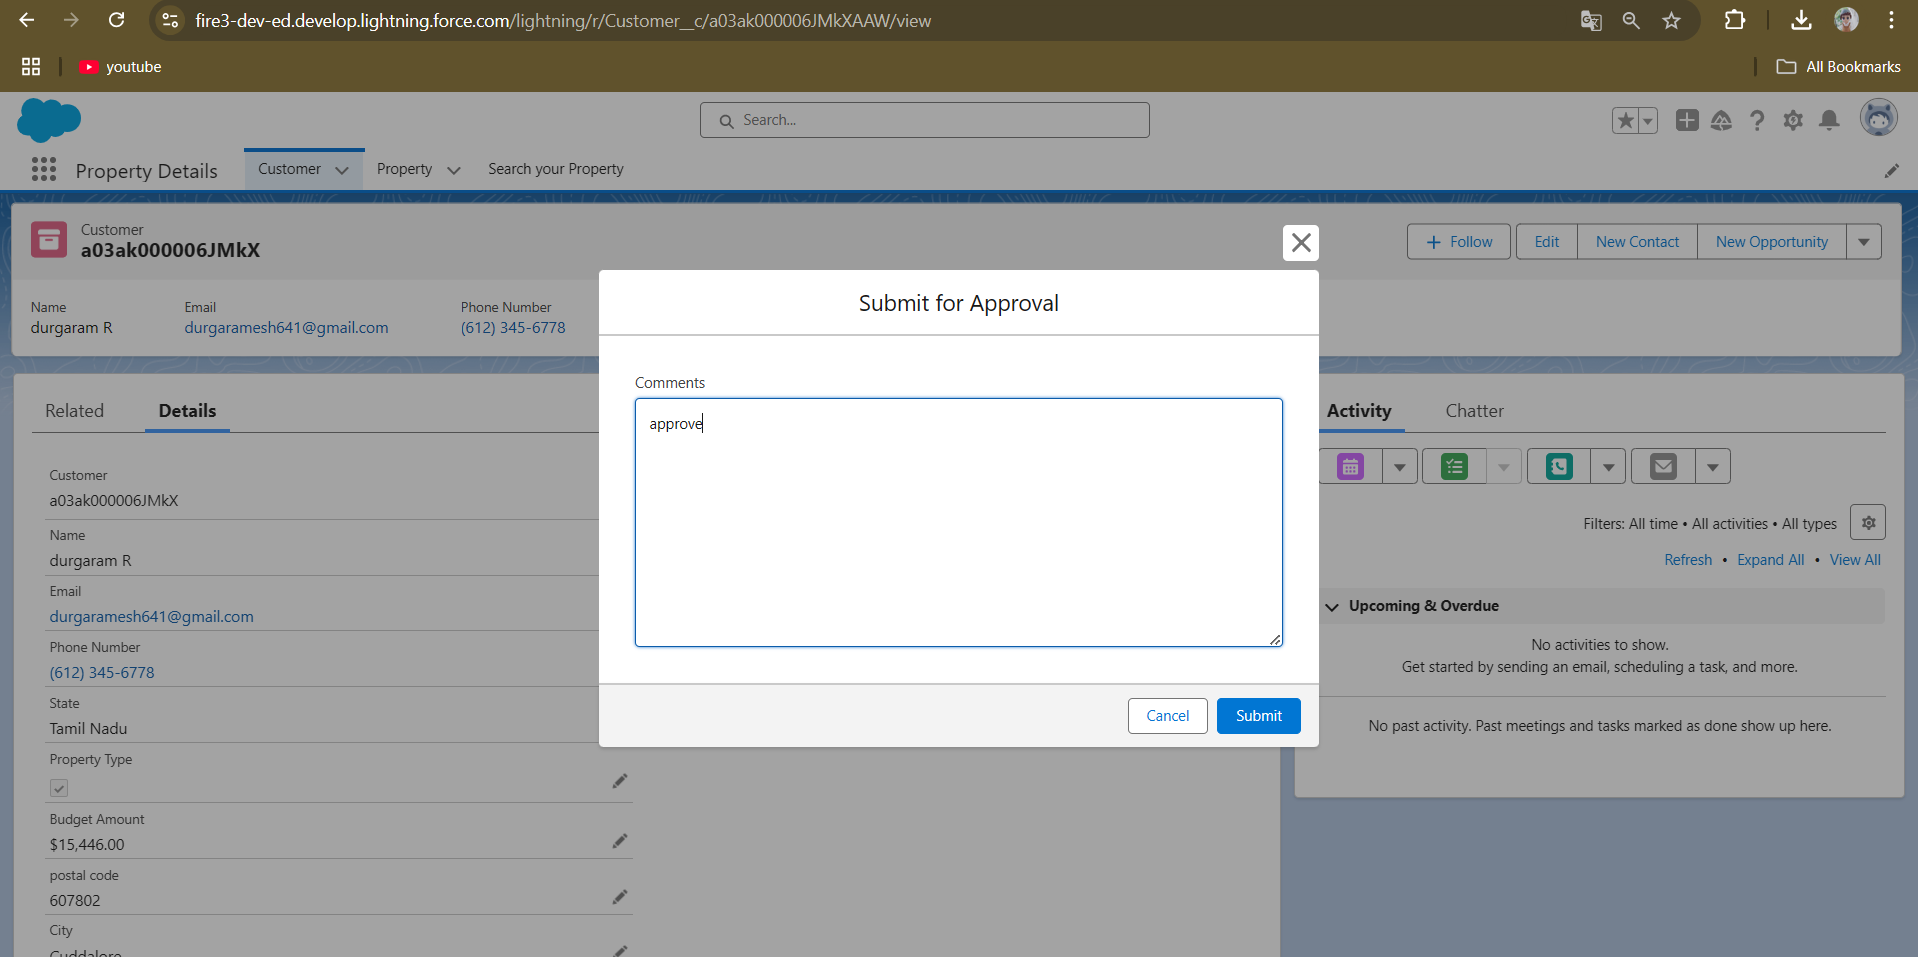 fire3-dev-ed.develop.lightning.force.com/lightning/r/Customer__c/a03ak000006JMkXAAW/view
youtube
All Bookmarks
Search...
Property Details
Customer
Property
Search your Property
Customer
a03ak000006JMkX
Follow
Edit
New Contact
New Opportunity
Name
Email
Phone Number
durgaram R
durgaramesh641@gmail.com
(612) 345-6778
Submit for Approval
Comments
approve
Cancel
Submit
Related
Details
Customer
a03ak000006JMkX
Name
durgaram R
Email
durgaramesh641@gmail.com
Phone Number
(612) 345-6778
State
Tamil Nadu
Property Type
Budget Amount
$15,446.00
postal code
607802
City
Cuddalore
Activity
Chatter
Filters: All time • All activities • All types
Refresh • Expand All • View All
Upcoming & Overdue
No activities to show.
Get started by sending an email, scheduling a task, and more.
No past activity. Past meetings and tasks marked as done show up here.